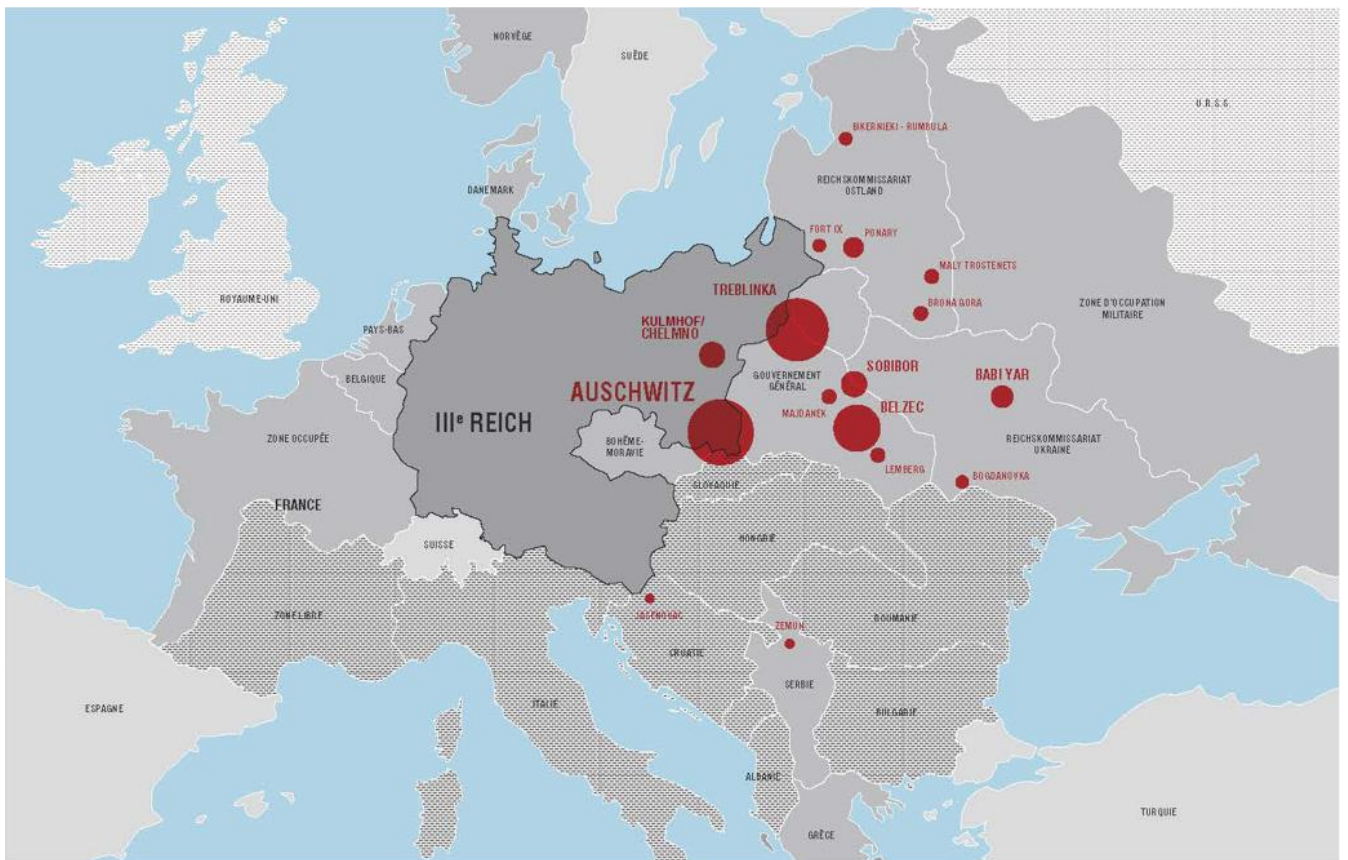 NORVÈGE
SUÈDE
U.R.S.S.
BIKERNIEKI - RUMBULA
REICHSKOMMISSARIAT
OSTLAND
DANEMARK
FORT IX
PONARY
MALY TROSTENETS
TREBLINKA
BRONA GORA
ZONE D'OCCUPATION
MILITAIRE
ROYAUME-UNI
PAYS-BAS
KULMHOF/
CHELMNO
BELGIQUE
GOUVERNEMENT
GÉNÉRAL
SOBIBOR
BABI YAR
AUSCHWITZ
MAJDANEK
BELZEC
IIIe REICH
ZONE OCCUPÉE
BOHÈME-
MORAVIE
REICHSKOMMISSARIAT
UKRAINE
LEMBERG
BOGDANOVKA
SLOVAQUIE
FRANCE
HONGRIE
SUISSE
JASENOVAC
ZONE LIBRE
ROUMANIE
ZEMUN
CROATIE
SERBIE
ESPAGNE
ITALIE
BULGARIE
ALBANIE
TURQUIE
GRÈCE